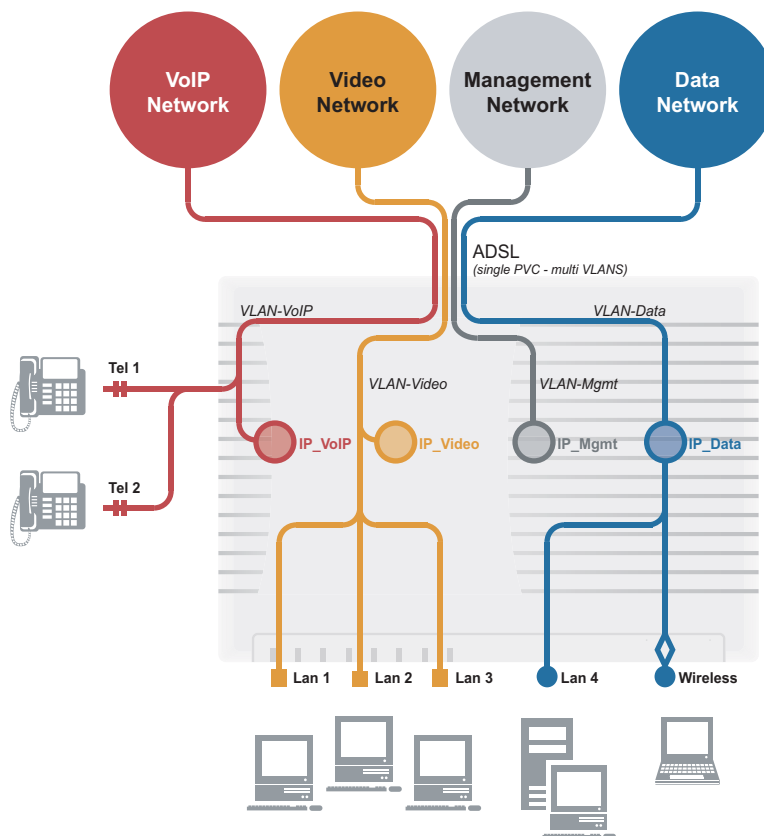 VoIP
Network
Video
Network
Management
Network
Data
Network
ADSL
(single PVC - multi VLANS)
VLAN-VoIP
VLAN-Data
Tel 1
VLAN-Video
VLAN-Mgmt
IP_VoIP
IP_Video
IP_Mgmt
IP_Data
Tel 2
Lan 1
Lan 2
Lan 3
Lan 4
Wireless